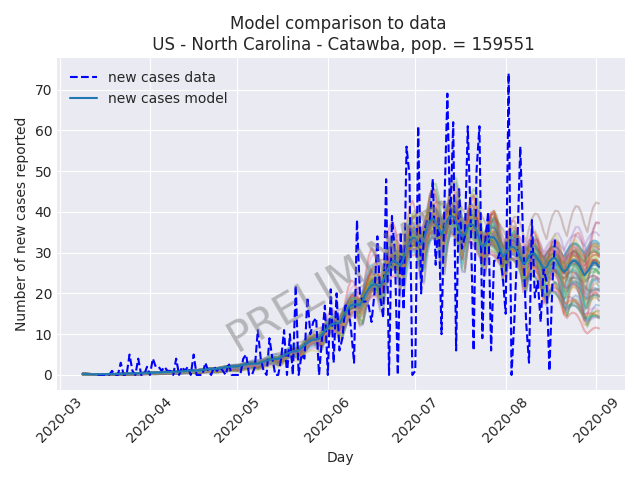 Model comparison to data
US - North Carolina - Catawba, pop. = 159551
new cases data
new cases model
Number of new cases reported
70
60
50
40
30
20
10
0
PRELIMINARY
2020-03
2020-04
2020-05
2020-06
2020-07
2020-08
2020-09
Day